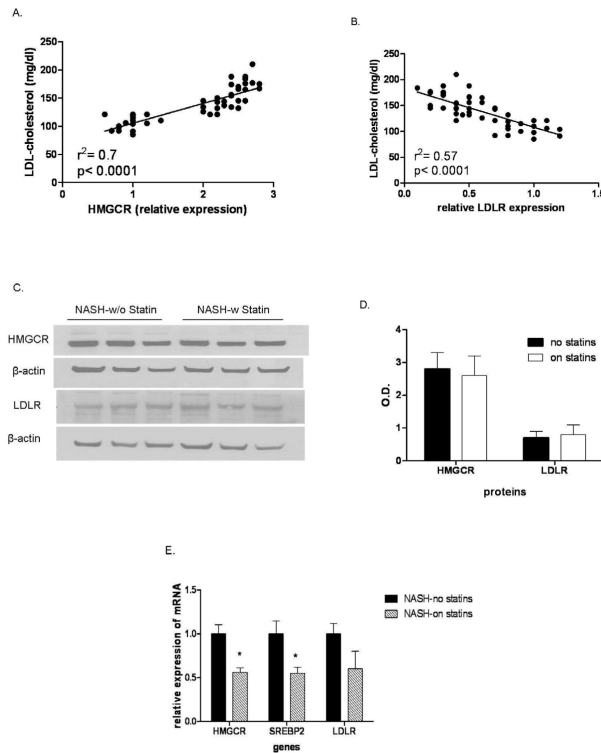 A.
250
200
150
100
50
0
LDL-cholesterol (mg/dl)
r²= 0.7
p< 0.0001
0 1 2 3
HMGCR (relative expression)
B.
250
200
150
100
50
0
LDL-cholesterol (mg/dl)
r²= 0.57
p< 0.0001
0.0 0.5 1.0 1.5
relative LDLR expression
C.
NASH-w/o Statin NASH-w Statin
HMGCR
β-actin
LDLR
β-actin
D.
4
3
2
1
0
O.D.
no statins
on statins
HMGCR LDLR
proteins
E.
1.5
1.0
0.5
0.0
relative expression of mRNA
* *
NASH-no statins
NASH-on statins
HMGCR SREBP2 LDLR
genes